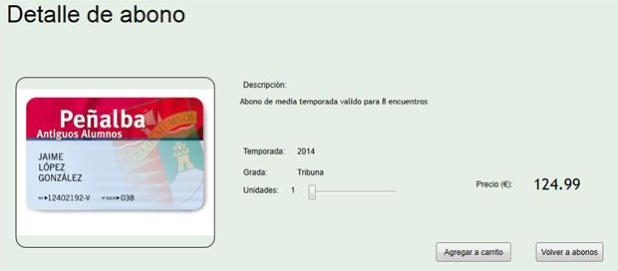 Detalle de abono
Peñalba
Antiguos Alumnos
JAIME
LÓPEZ
GONZÁLEZ
12402192-V 038
Descripción:
Abono de media temporada valido para 8 encuentros
Temporada: 2014
Grada: Tribuna
Unidades: 1
Precio (€): 124.99
Agregar a carrito
Volver a abonos